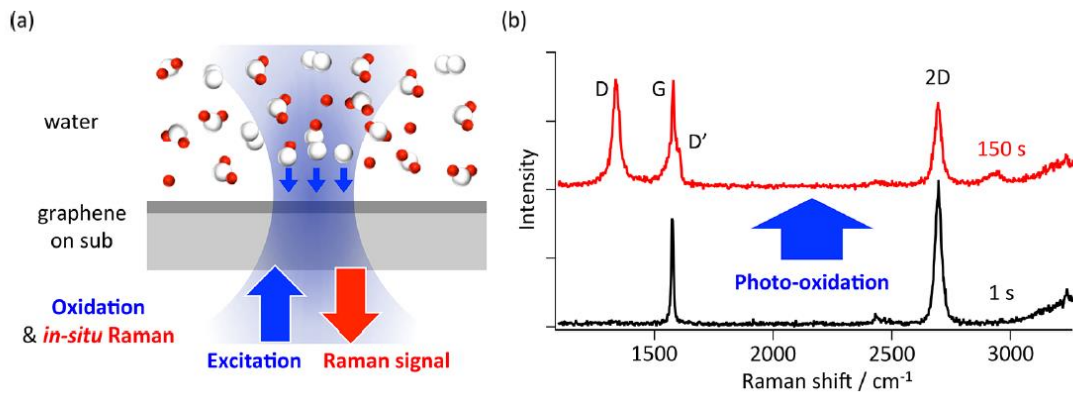 (a)
water
graphene
on sub
Oxidation
& in-situ Raman
Excitation
Raman signal
(b)
Intensity
D
G
D’
2D
150 s
Photo-oxidation
1 s
1500
2000
2500
3000
Raman shift / cm⁻¹